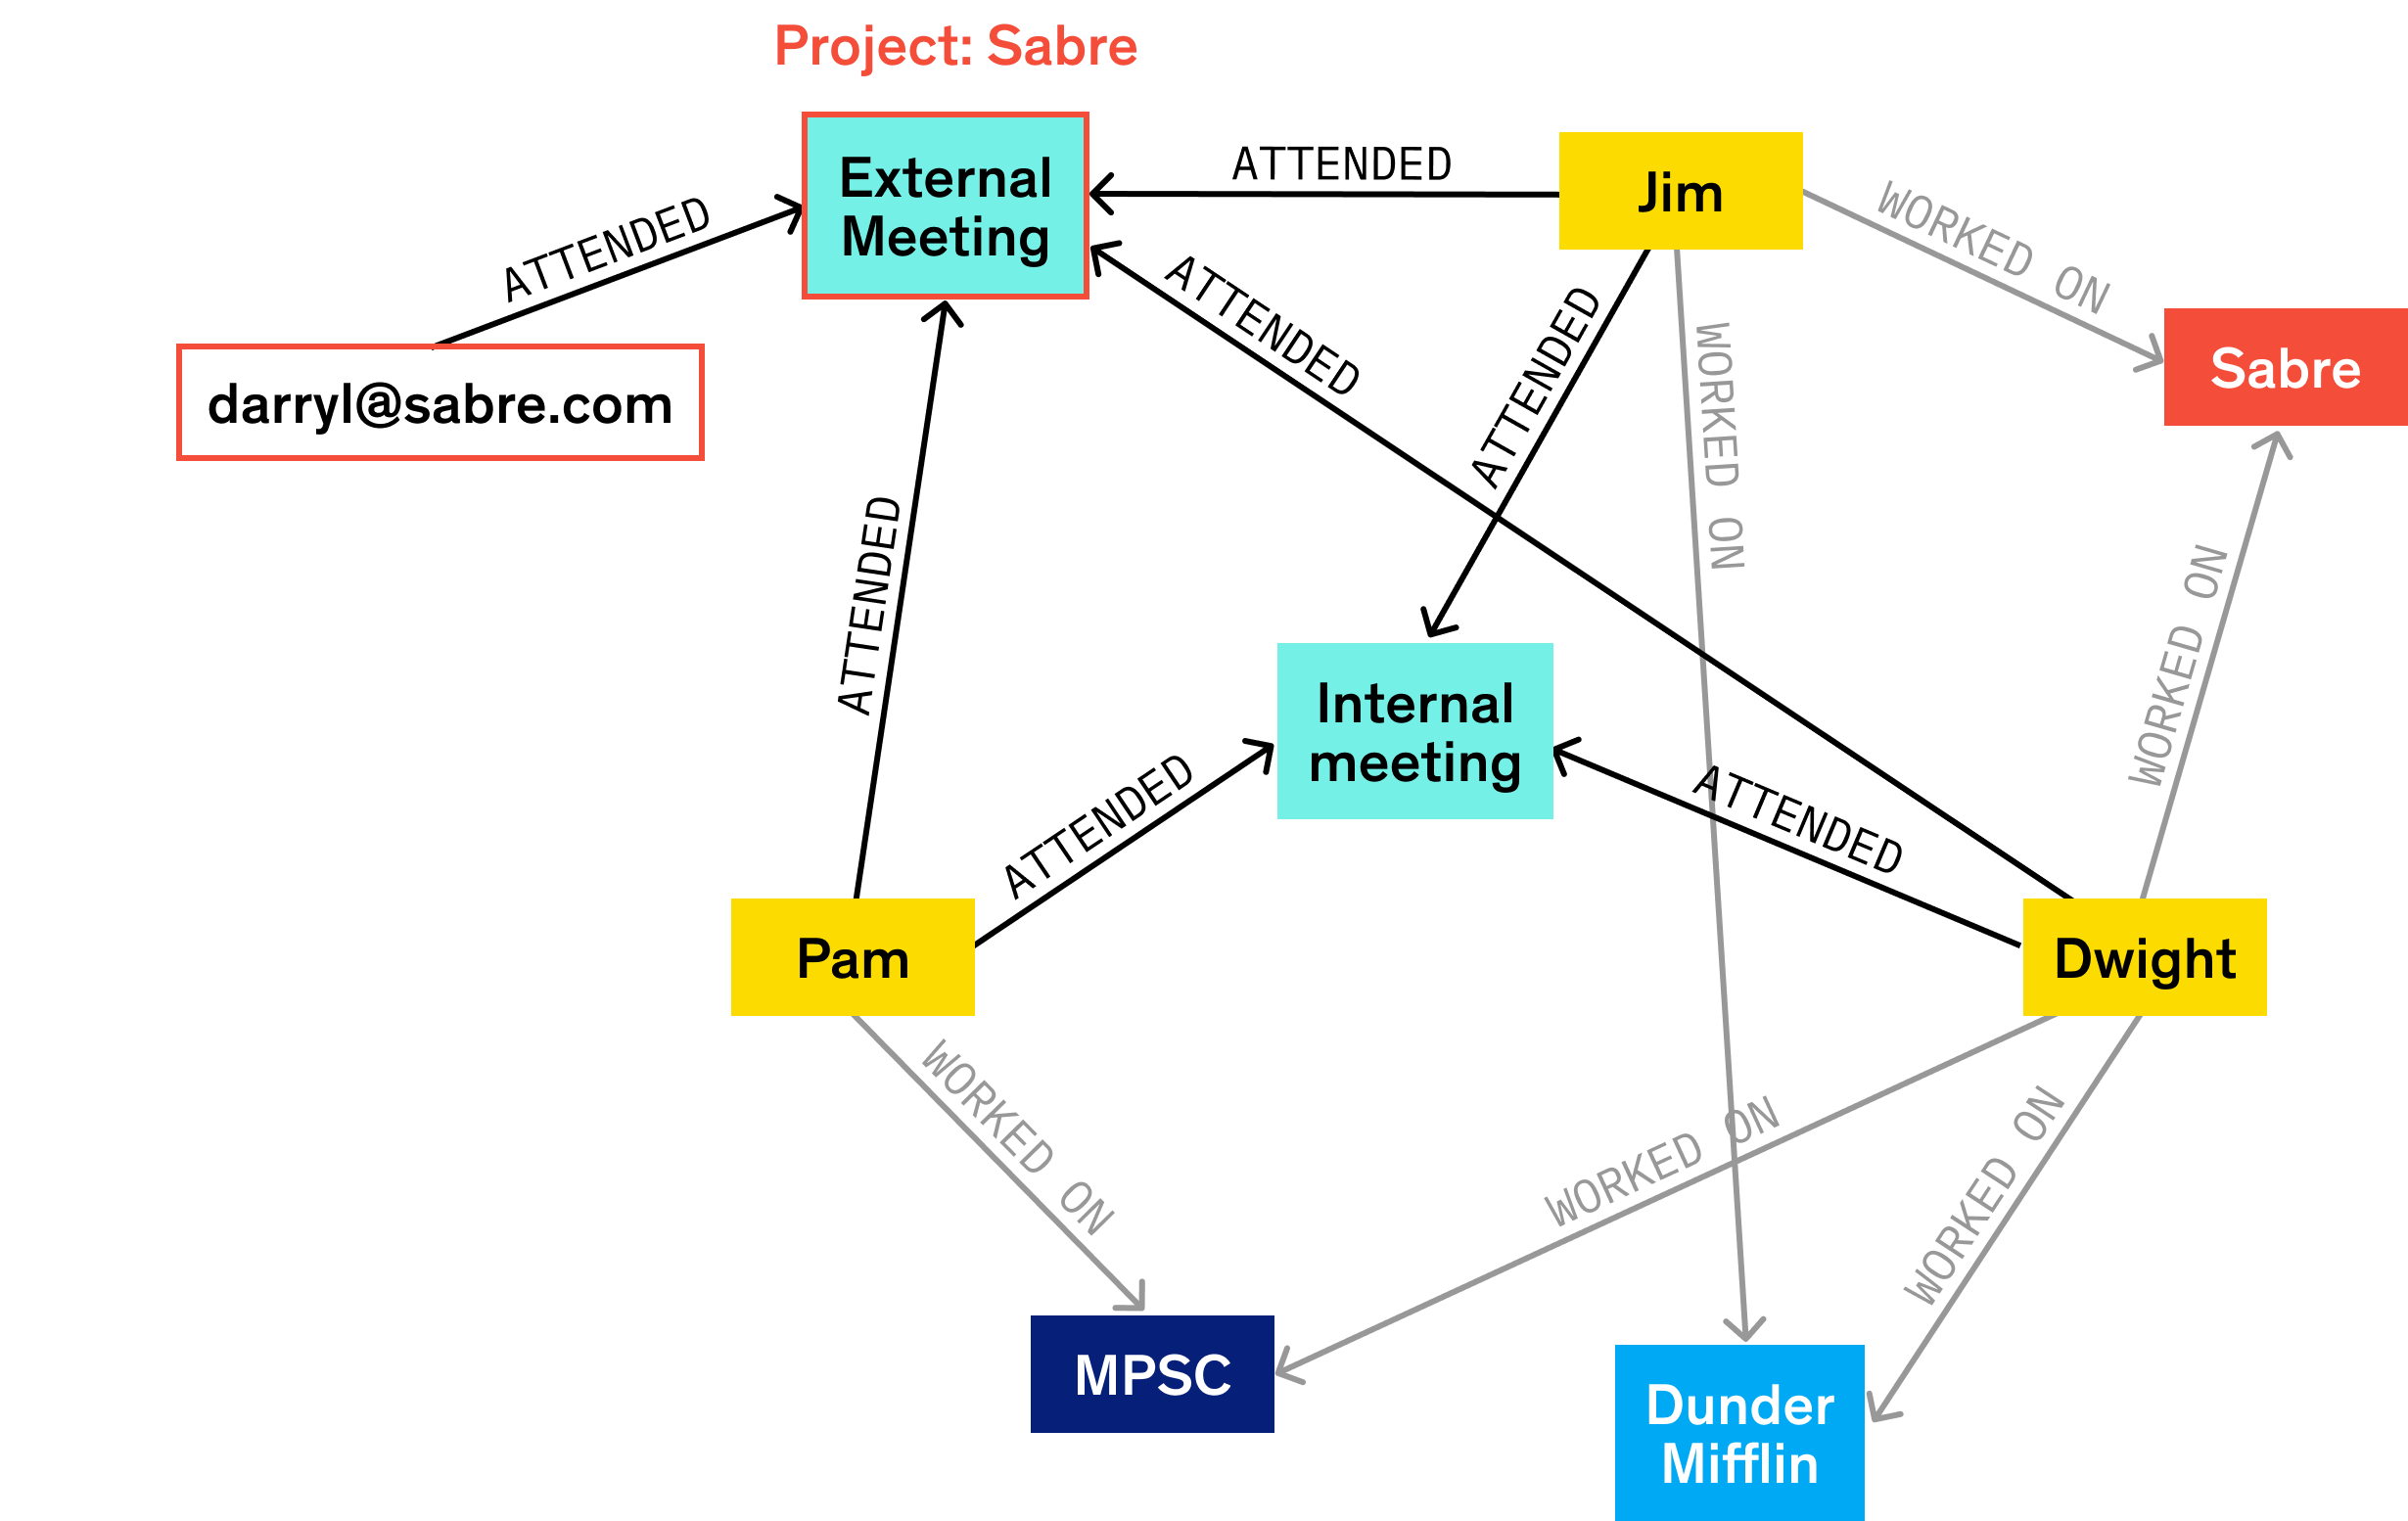 Project: Sabre
External
Meeting
ATTENDED
Jim
WORKED ON
ATTENDED
darryl@sabre.com
ATTENDED
ATTENDED
WORKED ON
Sabre
ATTENDED
Internal
meeting
WORKED ON
ATTENDED
ATTENDED
Pam
Dwight
WORKED ON
WORKED ON
WORKED ON
MPSC
Dunder
Mifflin